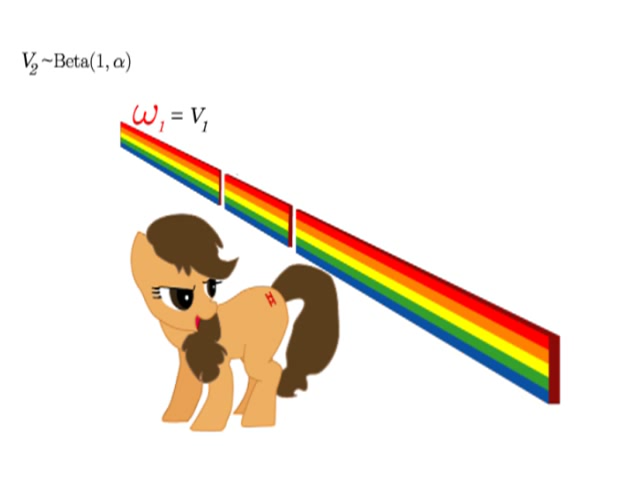 V₂ ~Beta(1, α)
ω₁ = V₁